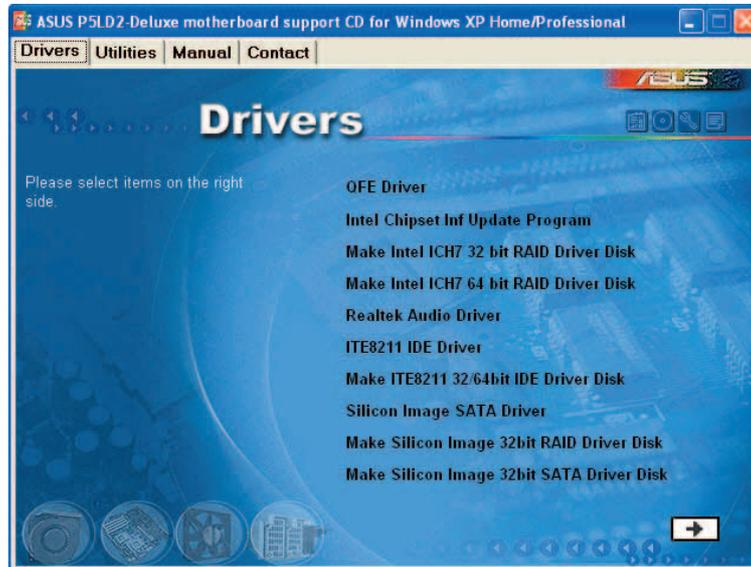 ASUS P5LD2-Deluxe motherboard support CD for Windows XP Home/Professional
Drivers Utilities Manual Contact
ASUS
Drivers
Please select items on the right
side.
QFE Driver
Intel Chipset Inf Update Program
Make Intel ICH7 32 bit RAID Driver Disk
Make Intel ICH7 64 bit RAID Driver Disk
Realtek Audio Driver
ITE8211 IDE Driver
Make ITE8211 32/64bit IDE Driver Disk
Silicon Image SATA Driver
Make Silicon Image 32bit RAID Driver Disk
Make Silicon Image 32bit SATA Driver Disk